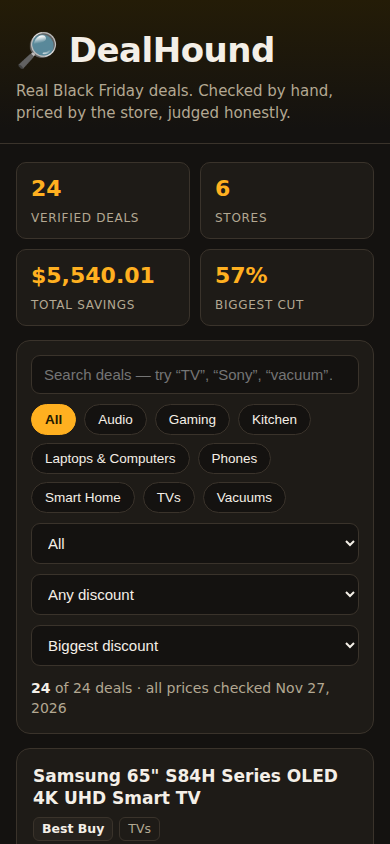 DealHound
Real Black Friday deals. Checked by hand,
priced by the store, judged honestly.
24
VERIFIED DEALS
6
STORES
$5,540.01
TOTAL SAVINGS
57%
BIGGEST CUT
Search deals — try “TV”, “Sony”, “vacuum”.
All
Audio
Gaming
Kitchen
Laptops & Computers
Phones
Smart Home
TVs
Vacuums
All
Any discount
Biggest discount
24 of 24 deals · all prices checked Nov 27,
2026
Samsung 65" S84H Series OLED
4K UHD Smart TV
Best Buy
TVs